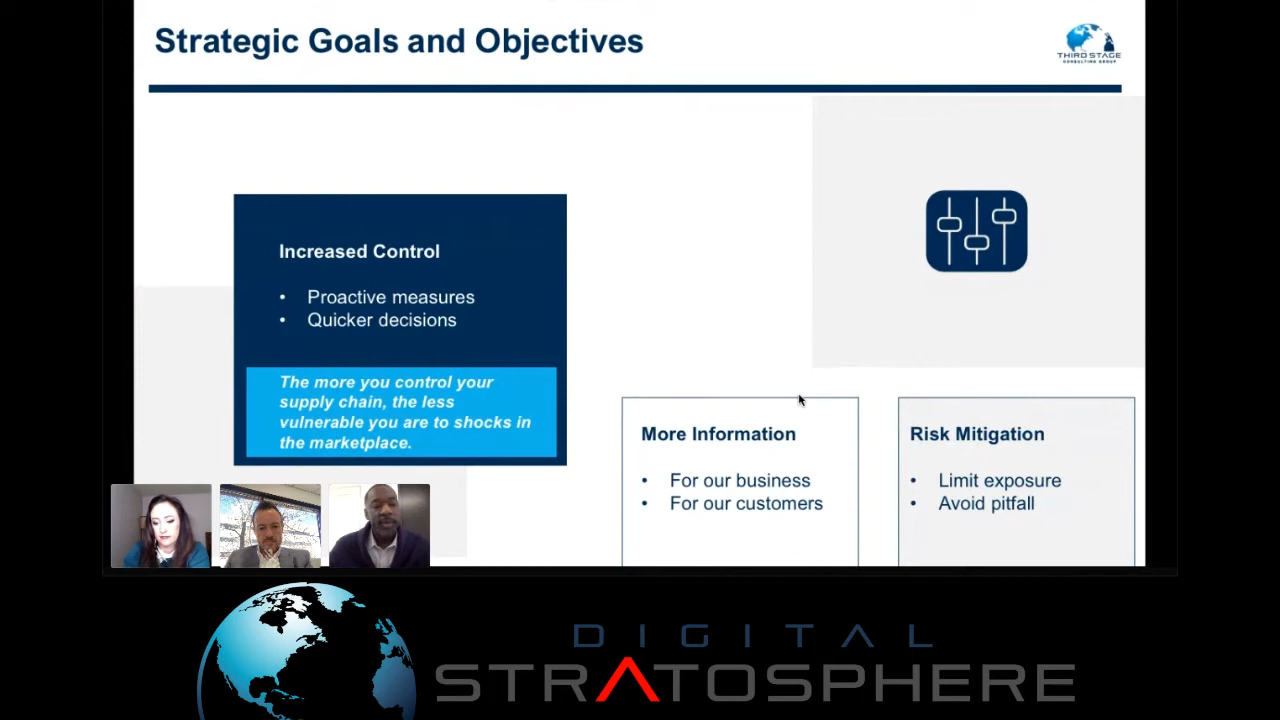 Strategic Goals and Objectives
THIRD STAGE
CONSULTING GROUP
Increased Control
• Proactive measures
• Quicker decisions
The more you control your
supply chain, the less
vulnerable you are to shocks in
the marketplace.
More Information
• For our business
• For our customers
Risk Mitigation
• Limit exposure
• Avoid pitfall
DIGITAL
STRATOSPHERE